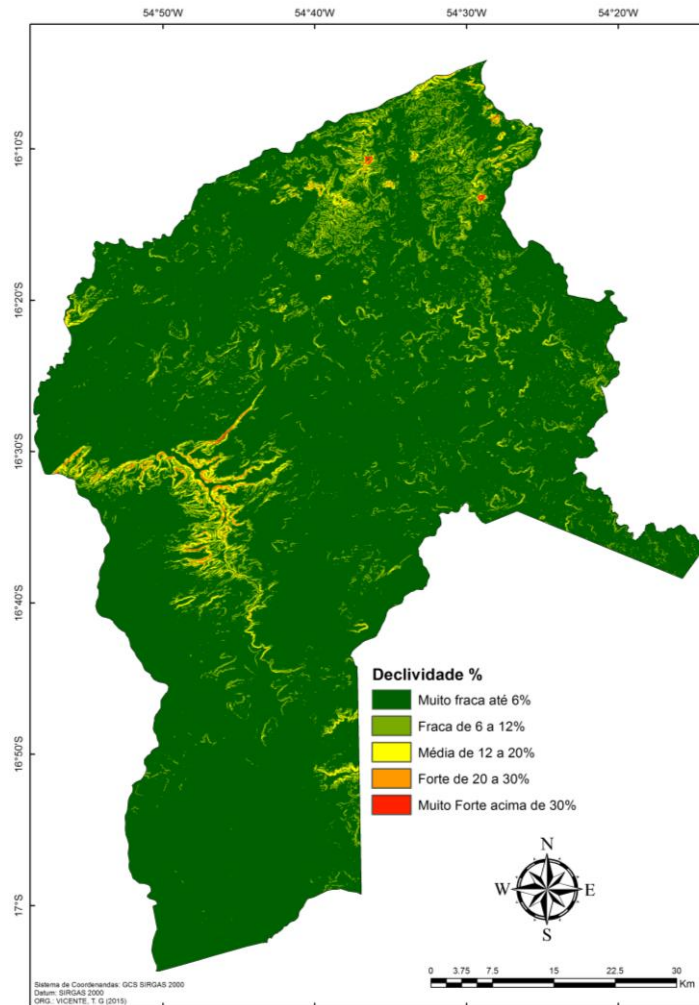 54°50'W 54°40'W 54°30'W 54°20'W
16°10'S
16°20'S
16°30'S
16°40'S
16°50'S
17°S
Declividade %
Muito fraca até 6%
Fraca de 6 a 12%
Média de 12 a 20%
Forte de 20 a 30%
Muito Forte acima de 30%
N
W E
S
0 3.75 7.5 15 22.5 30
Km
Sistema de Coordenandas: GCS SIRGAS 2000
Datum: SIRGAS 2000
ORG.: VICENTE, T. G (2015)